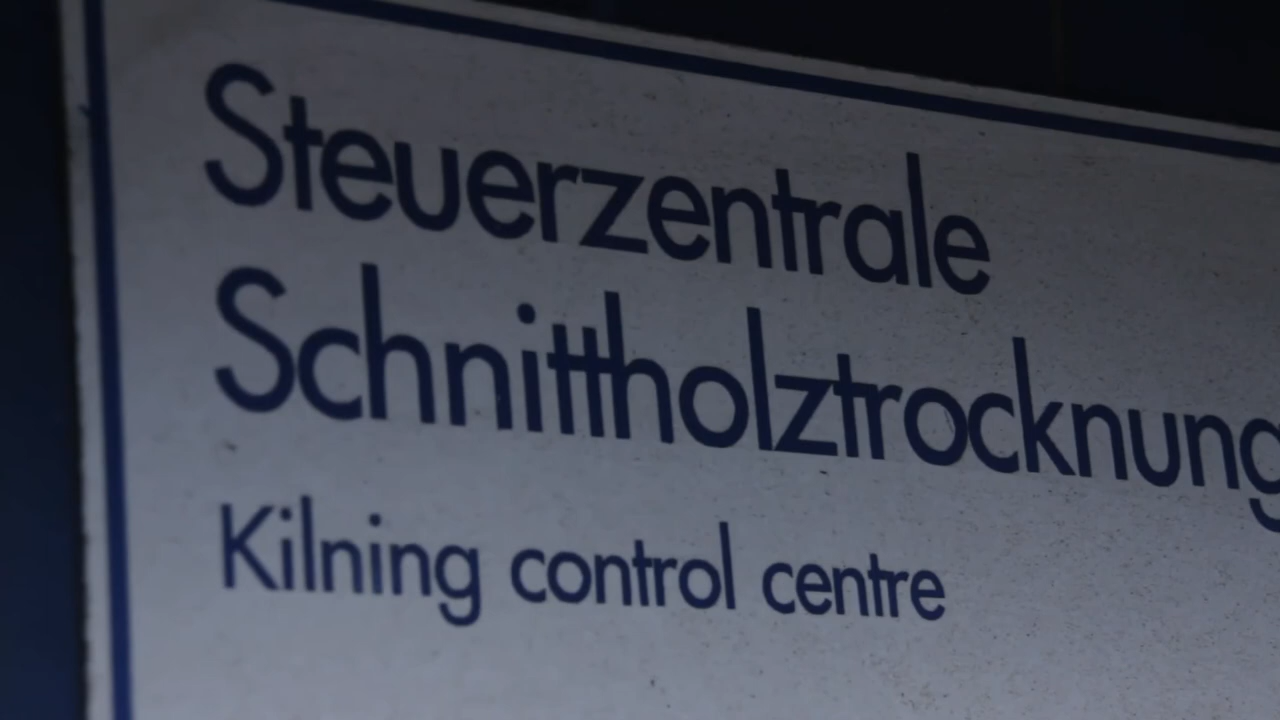 Steuerzentrale
Schnittholztrocknung
Kilning control centre